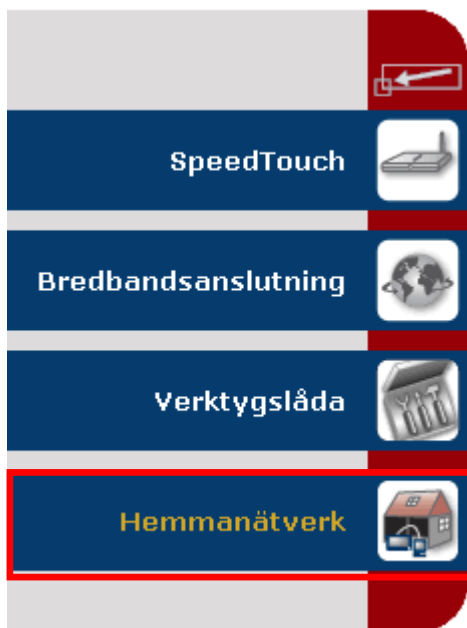 SpeedTouch
Bredbandsanslutning
Verktygslåda
Hemmanätverk